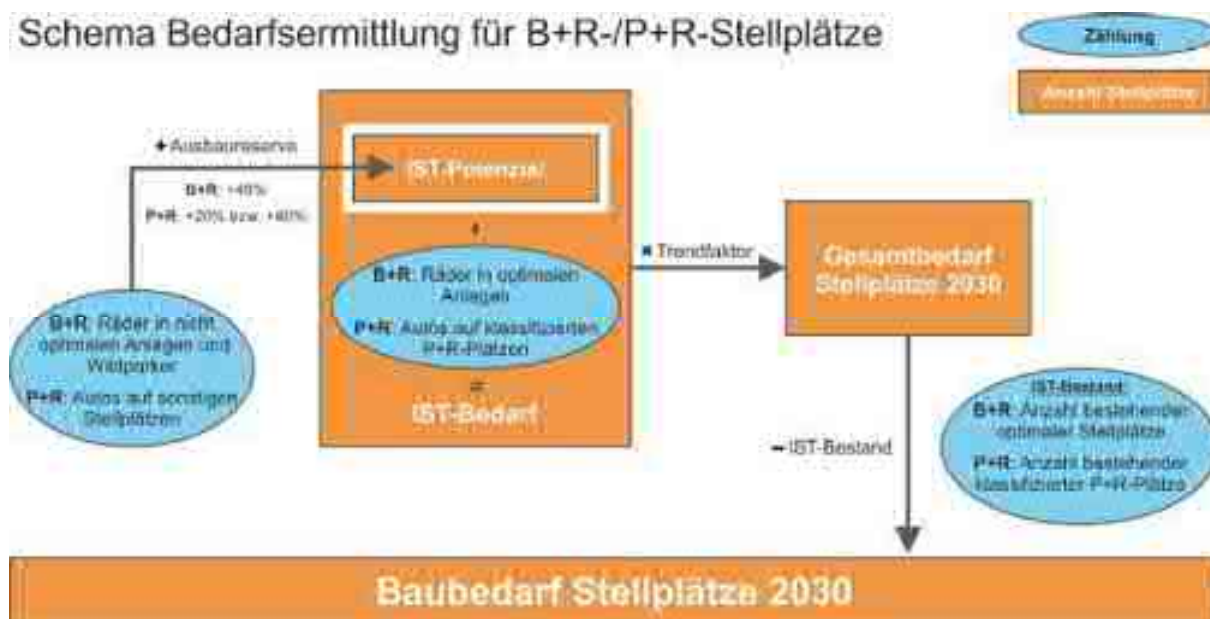 Schema Bedarfsermittlung für B+R-/P+R-Stellplätze
Zählung
Anzahl Stellplätze
+ Ausbaureserve
B+R: +40%
P+R: +20% bzw. +40%
IST-Potenzial
+
B+R: Räder in optimalen
Anlagen
P+R: Autos auf klassifizierten
P+R-Plätzen
=
IST-Bedarf
B+R: Räder in nicht
optimalen Anlagen und
Wildparker
P+R: Autos auf sonstigen
Stellplätzen
× Trendfaktor
Gesamtbedarf
Stellplätze 2030
– IST-Bestand
IST-Bestand:
B+R: Anzahl bestehender
optimaler Stellplätze
P+R: Anzahl bestehender
klassifizierter P+R-Plätze
Baubedarf Stellplätze 2030